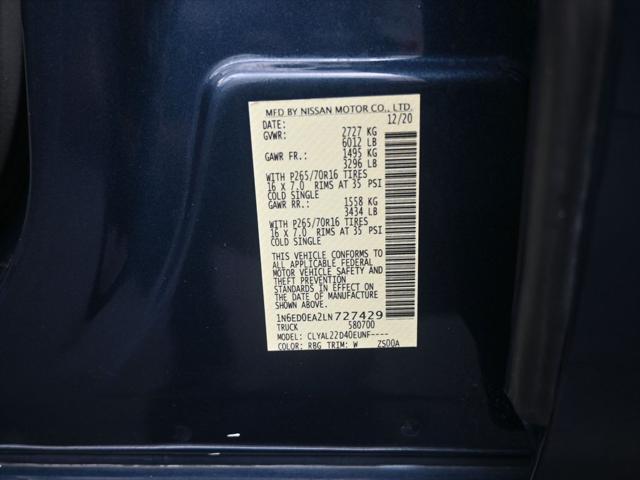 MFD BY NISSAN MOTOR CO., LTD.
DATE: 12/20
GVWR: 2727 KG
6012 LB
GAWR FR.: 1495 KG
3296 LB
WITH P265/70R16 TIRES
16 X 7.0 RIMS AT 35 PSI
COLD SINGLE
GAWR RR.: 1558 KG
3434 LB
WITH P265/70R16 TIRES
16 X 7.0 RIMS AT 35 PSI
COLD SINGLE
THIS VEHICLE CONFORMS TO
ALL APPLICABLE FEDERAL
MOTOR VEHICLE SAFETY AND
THEFT PREVENTION
STANDARDS IN EFFECT ON
THE DATE OF MANUFACTURE
SHOWN ABOVE.
1N6ED0EA2LN727429
TRUCK 580700
MODEL: CLYAL22D40EUNF----
COLOR: RBG TRIM: W ZS00A